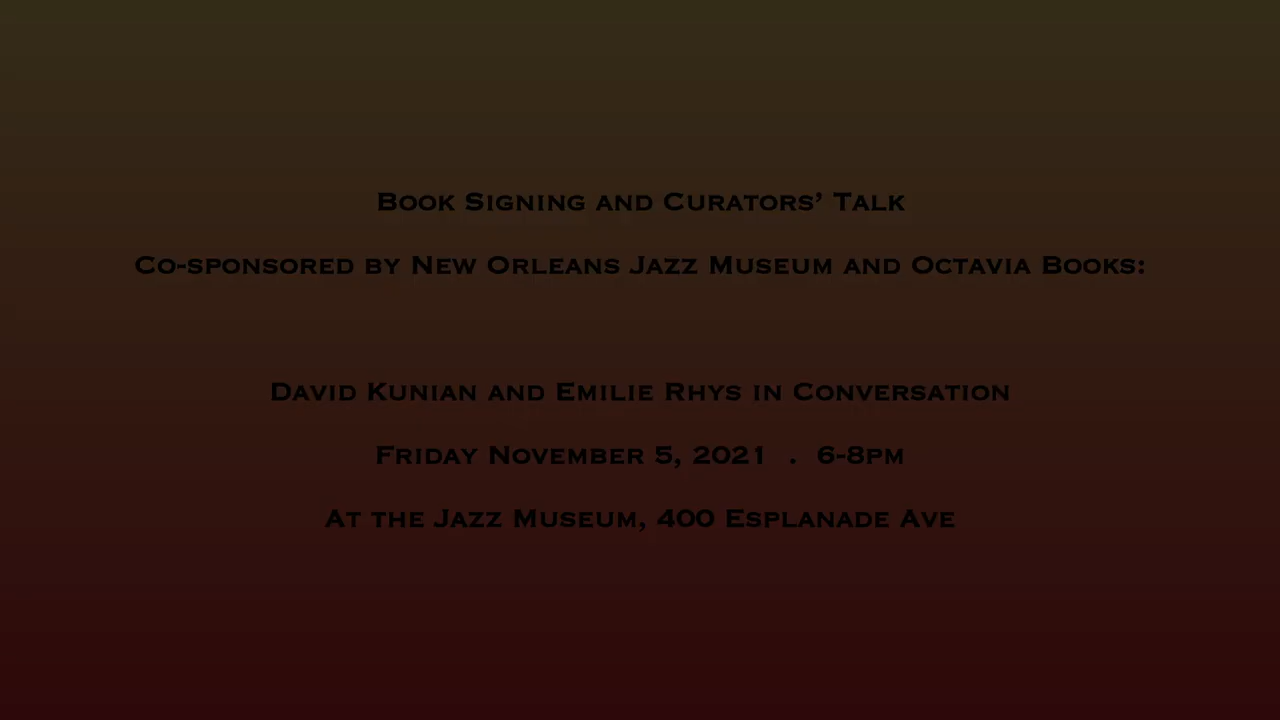 Book Signing and Curators’ Talk
Co-sponsored by New Orleans Jazz Museum and Octavia Books:
David Kunian and Emilie Rhys in Conversation
Friday November 5, 2021 . 6-8pm
At the Jazz Museum, 400 Esplanade Ave